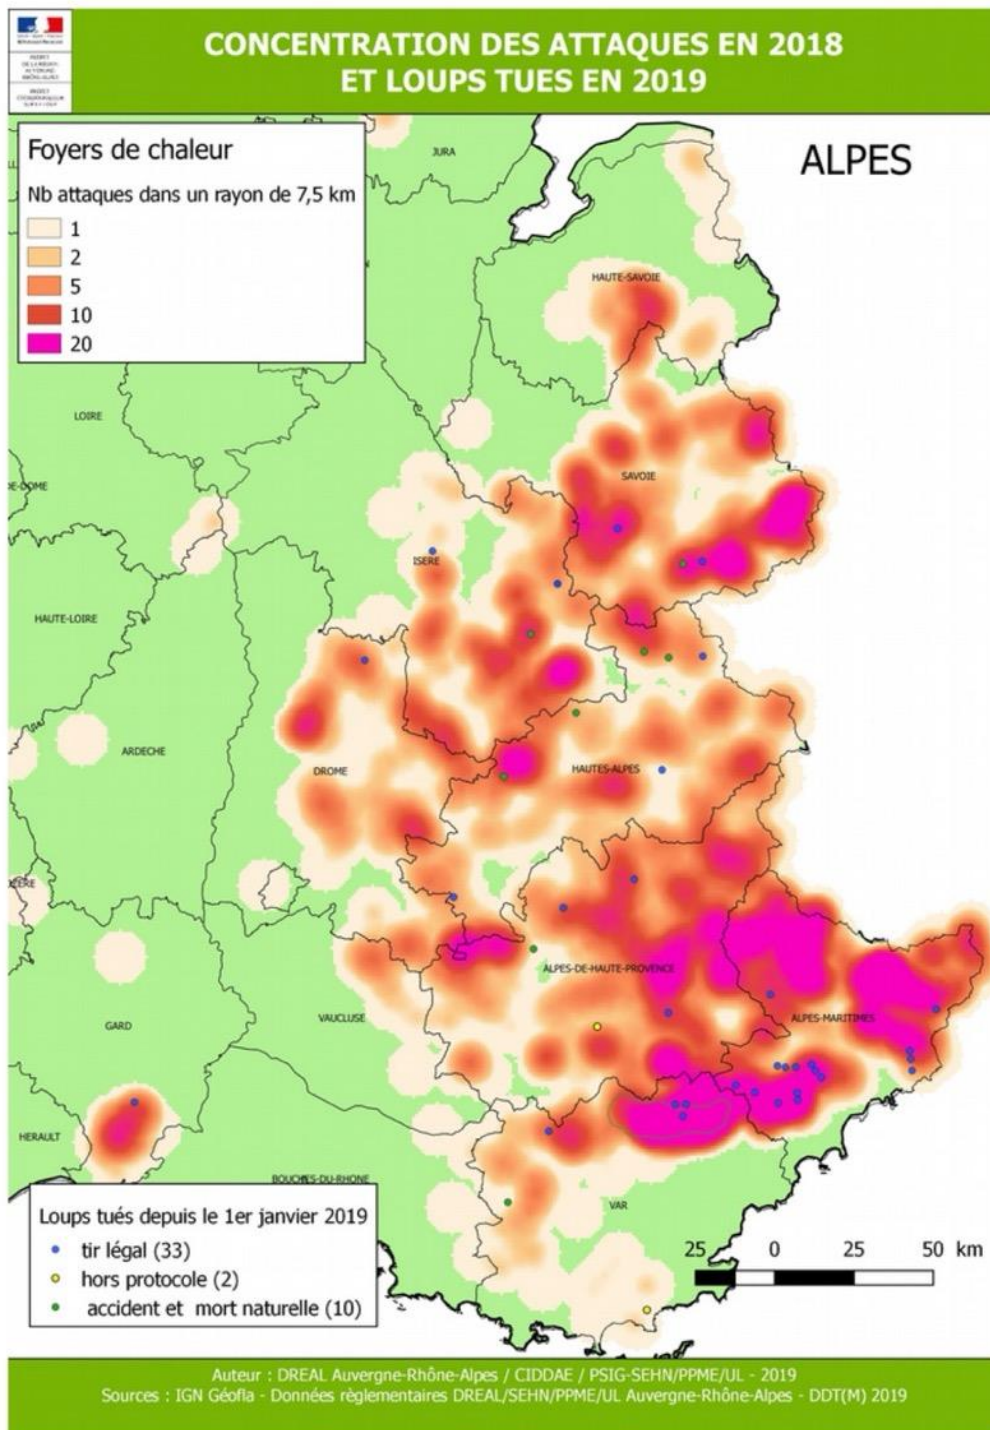 CONCENTRATION DES ATTAQUES EN 2018
ET LOUPS TUES EN 2019
ALPES
Foyers de chaleur
Nb attaques dans un rayon de 7,5 km
1
2
5
10
20
JURA
HAUTE-SAVOIE
LOIRE
SAVOIE
DE-DOME
ISERE
HAUTE-LOIRE
ARDECHE
DROME
HAUTES-ALPES
ALPES-DE-HAUTE-PROVENCE
GARD
VAUCLUSE
ALPES-MARITIMES
HERAULT
BOUCHES-DU-RHONE
VAR
Loups tués depuis le 1er janvier 2019
tir légal (33)
hors protocole (2)
accident et mort naturelle (10)
25 0 25 50 km
Auteur : DREAL Auvergne-Rhône-Alpes / CIDDAE / PSIG-SEHN/PPME/UL - 2019
Sources : IGN Géofla - Données règlementaires DREAL/SEHN/PPME/UL Auvergne-Rhône-Alpes - DDT(M) 2019